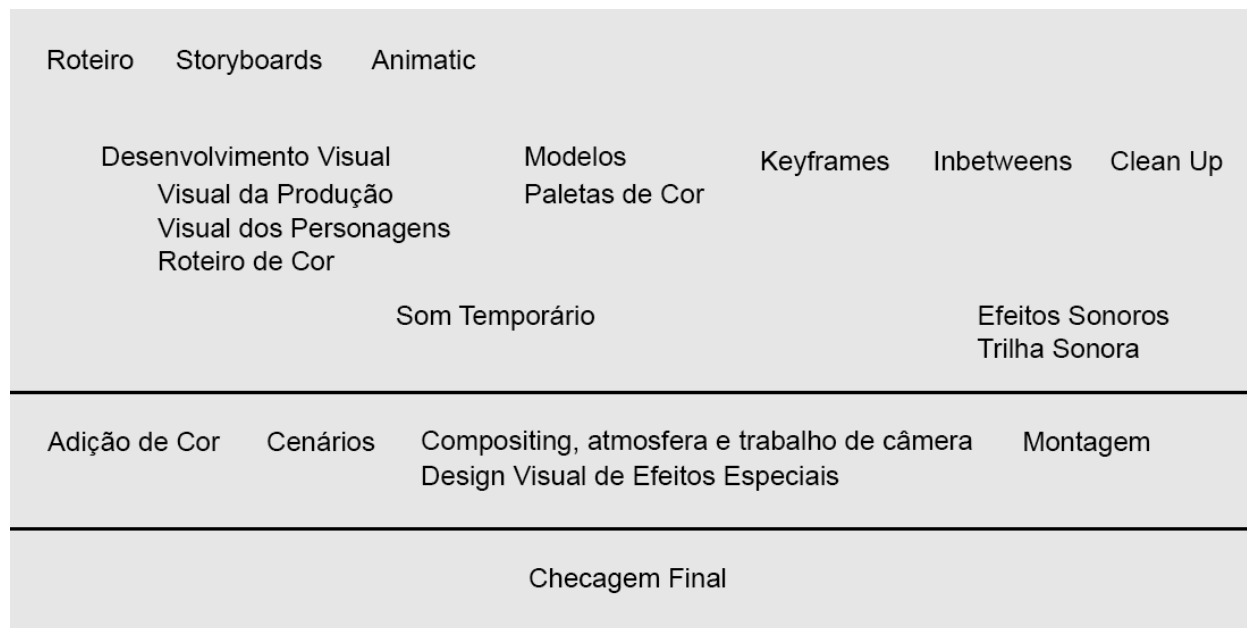 Roteiro Storyboards Animatic
Desenvolvimento Visual
Visual da Produção
Visual dos Personagens
Roteiro de Cor
Modelos
Paletas de Cor
Keyframes Inbetweens Clean Up
Som Temporário
Efeitos Sonoros
Trilha Sonora
Adição de Cor Cenários
Compositing, atmosfera e trabalho de câmera
Design Visual de Efeitos Especiais
Montagem
Checagem Final